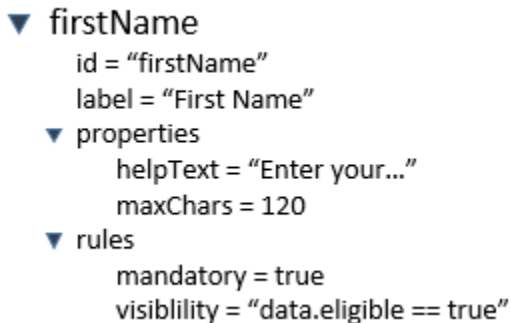 firstName
id = “firstName”
label = “First Name”
properties
helpText = “Enter your...”
maxChars = 120
rules
mandatory = true
visiblility = “data.eligible == true”